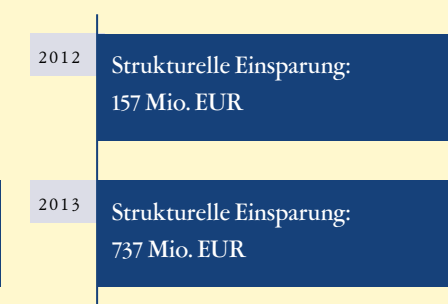 2012
Strukturelle Einsparung:
157 Mio. EUR
2013
Strukturelle Einsparung:
737 Mio. EUR